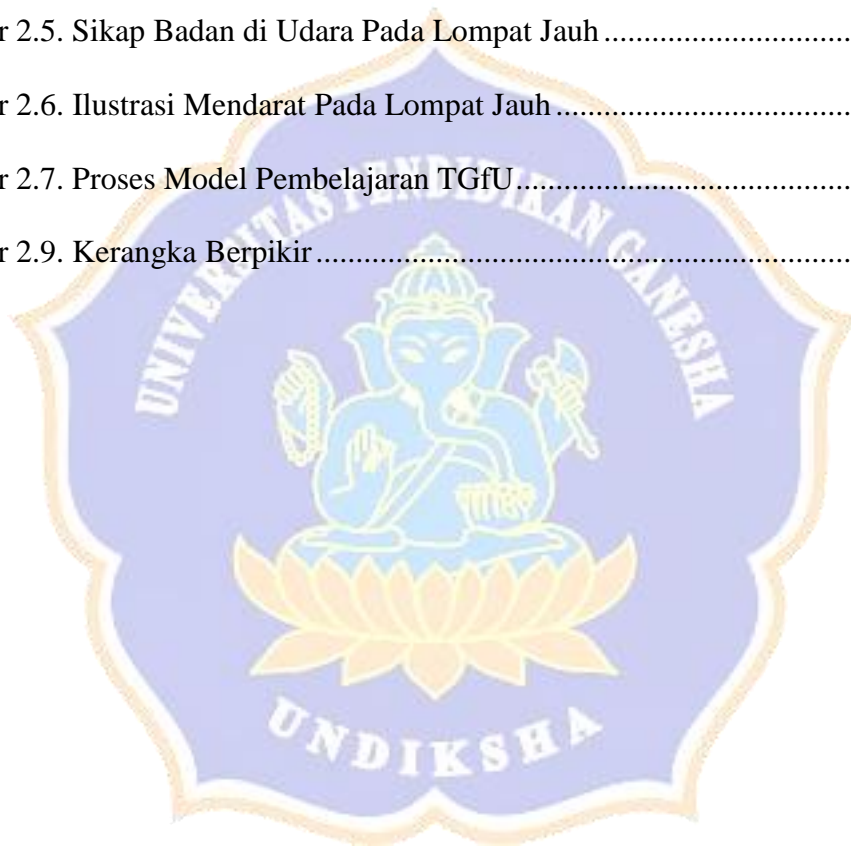 r 2.5. Sikap Badan di Udara Pada Lompat Jauh ...............................
r 2.6. Ilustrasi Mendarat Pada Lompat Jauh .....................................
r 2.7. Proses Model Pembelajaran TGfU..........................................
r 2.9. Kerangka Berpikir ...................................................................
UNIVERSITAS PENDIDIKAN GANESHA
UNDIKSHA